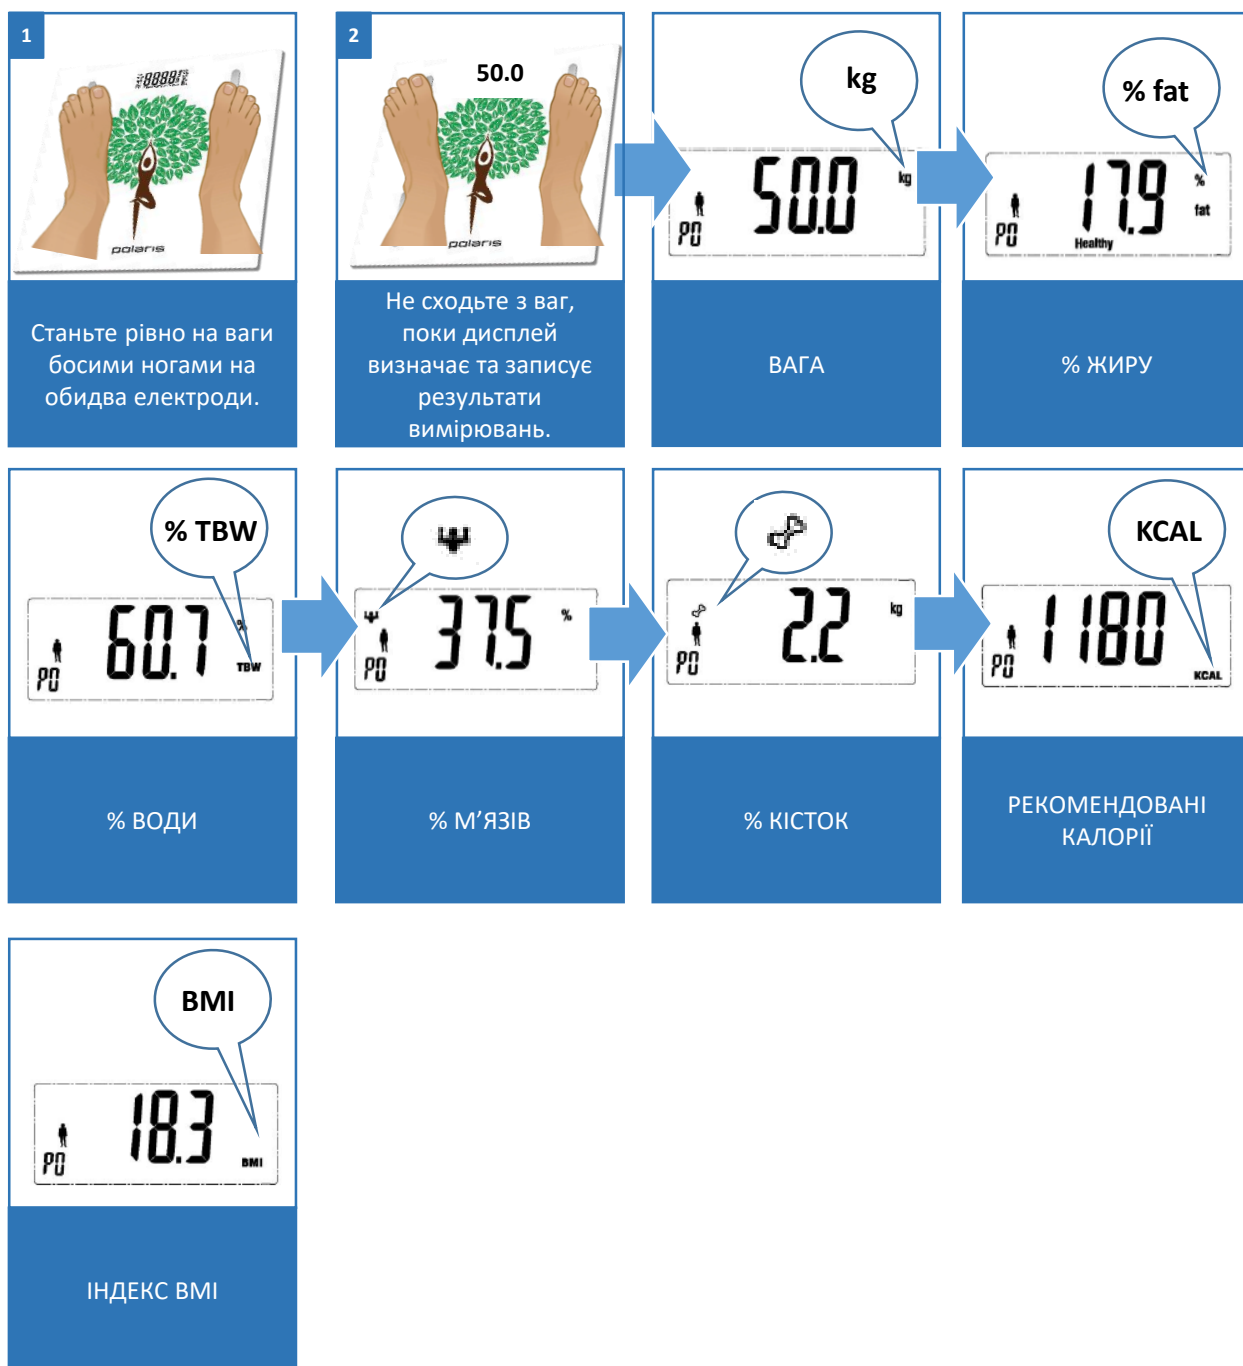 1
8888
polaris
Станьте рівно на ваги
босими ногами на
обидва електроди.
2
50.0
polaris
Не сходьте з ваг,
поки дисплей
визначає та записує
результати
вимірювань.
kg
50.0 kg
P0
ВАГА
% fat
17.9 %
fat
P0
Healthy
% ЖИРУ
% TBW
60.7 %
P0 TBW
% ВОДИ
37.5 %
P0
% М’ЯЗІВ
2.2 kg
P0
% КІСТОК
KCAL
1180
P0 KCAL
РЕКОМЕНДОВАНІ
КАЛОРІЇ
BMI
18.3
P0 BMI
ІНДЕКС BMI